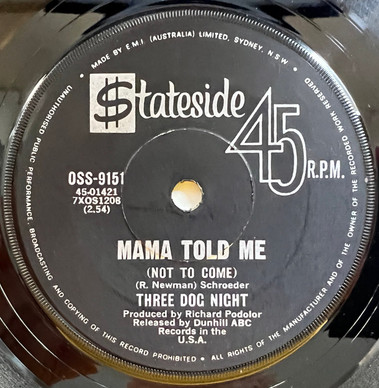 • MADE BY E.M.I (AUSTRALIA) LIMITED, SYDNEY. N.S.W •
$tateside
45
R.P.M.
OSS-9151
45-01421
7XOS1206
(2.54)
MAMA TOLD ME
(NOT TO COME)
(R. Newman) Schroeder
THREE DOG NIGHT
Produced by Richard Podolor
Released by Dunhill ABC
Records in the
U.S.A.
UNAUTHORISED PUBLIC PERFORMANCE, BROADCASTING AND COPYING OF THIS RECORD PROHIBITED • ALL RIGHTS OF THE MANUFACTURER AND OF THE OWNER OF THE RECORDED WORK RESERVED